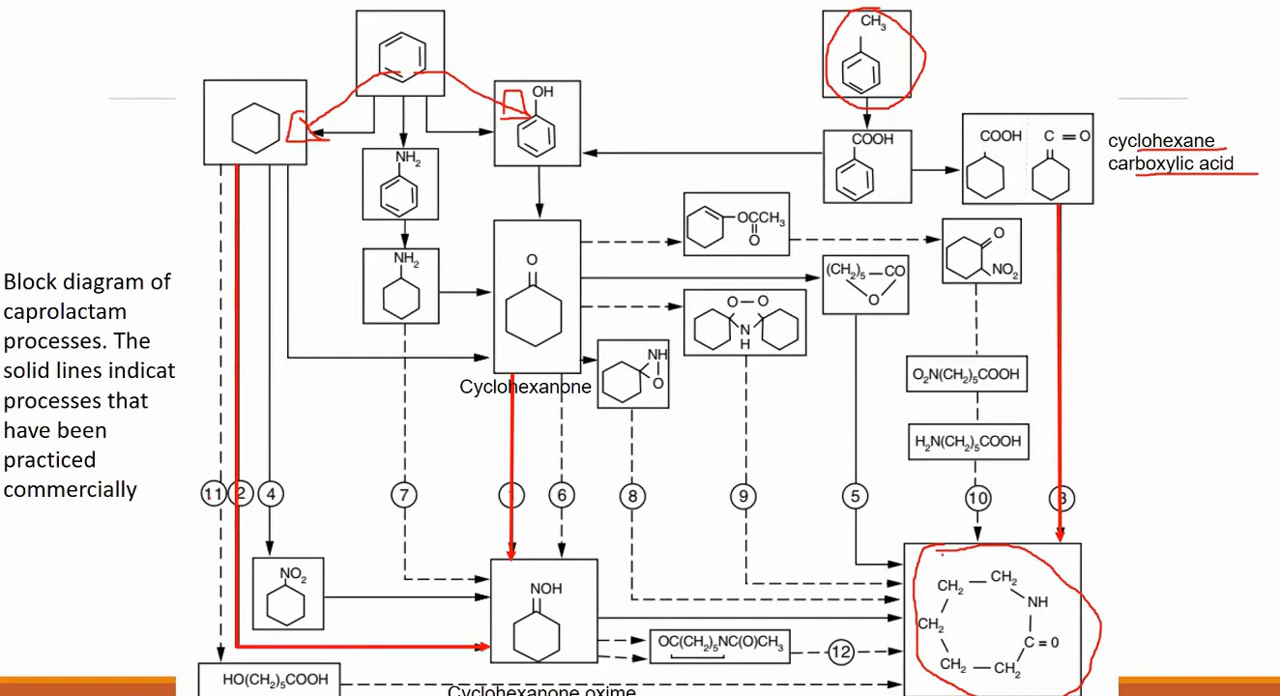 CH₃
OH
COOH
COOH C = O
cyclohexane
carboxylic acid
NH₂
OCCH₃
O
O
NO₂
NH₂
O
(CH₂)₅ — CO
O
Block diagram of
caprolactam
processes. The
solid lines indicat
processes that
have been
practiced
commercially
O — O
N
H
NH
O
Cyclohexanone
O₂N(CH₂)₅COOH
H₂N(CH₂)₅COOH
11 2 4 7 6 8 9 5 10
NO₂
NOH
CH₂ — CH₂
NH
CH₂
C = O
CH₂ — CH₂
OC(CH₂)₅NC(O)CH₃
12
HO(CH₂)₅COOH
Cyclohexanone oxime